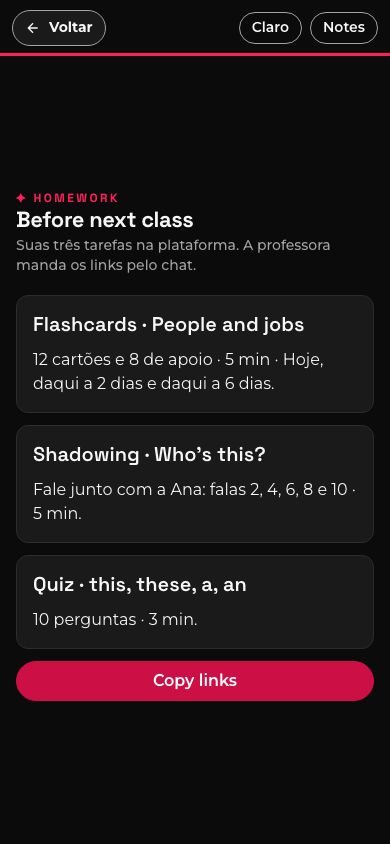 ← Voltar
Claro
Notes
✦ HOMEWORK
Before next class
Suas três tarefas na plataforma. A professora
manda os links pelo chat.
Flashcards · People and jobs
12 cartões e 8 de apoio · 5 min · Hoje,
daqui a 2 dias e daqui a 6 dias.
Shadowing · Who’s this?
Fale junto com a Ana: falas 2, 4, 6, 8 e 10 ·
5 min.
Quiz · this, these, a, an
10 perguntas · 3 min.
Copy links